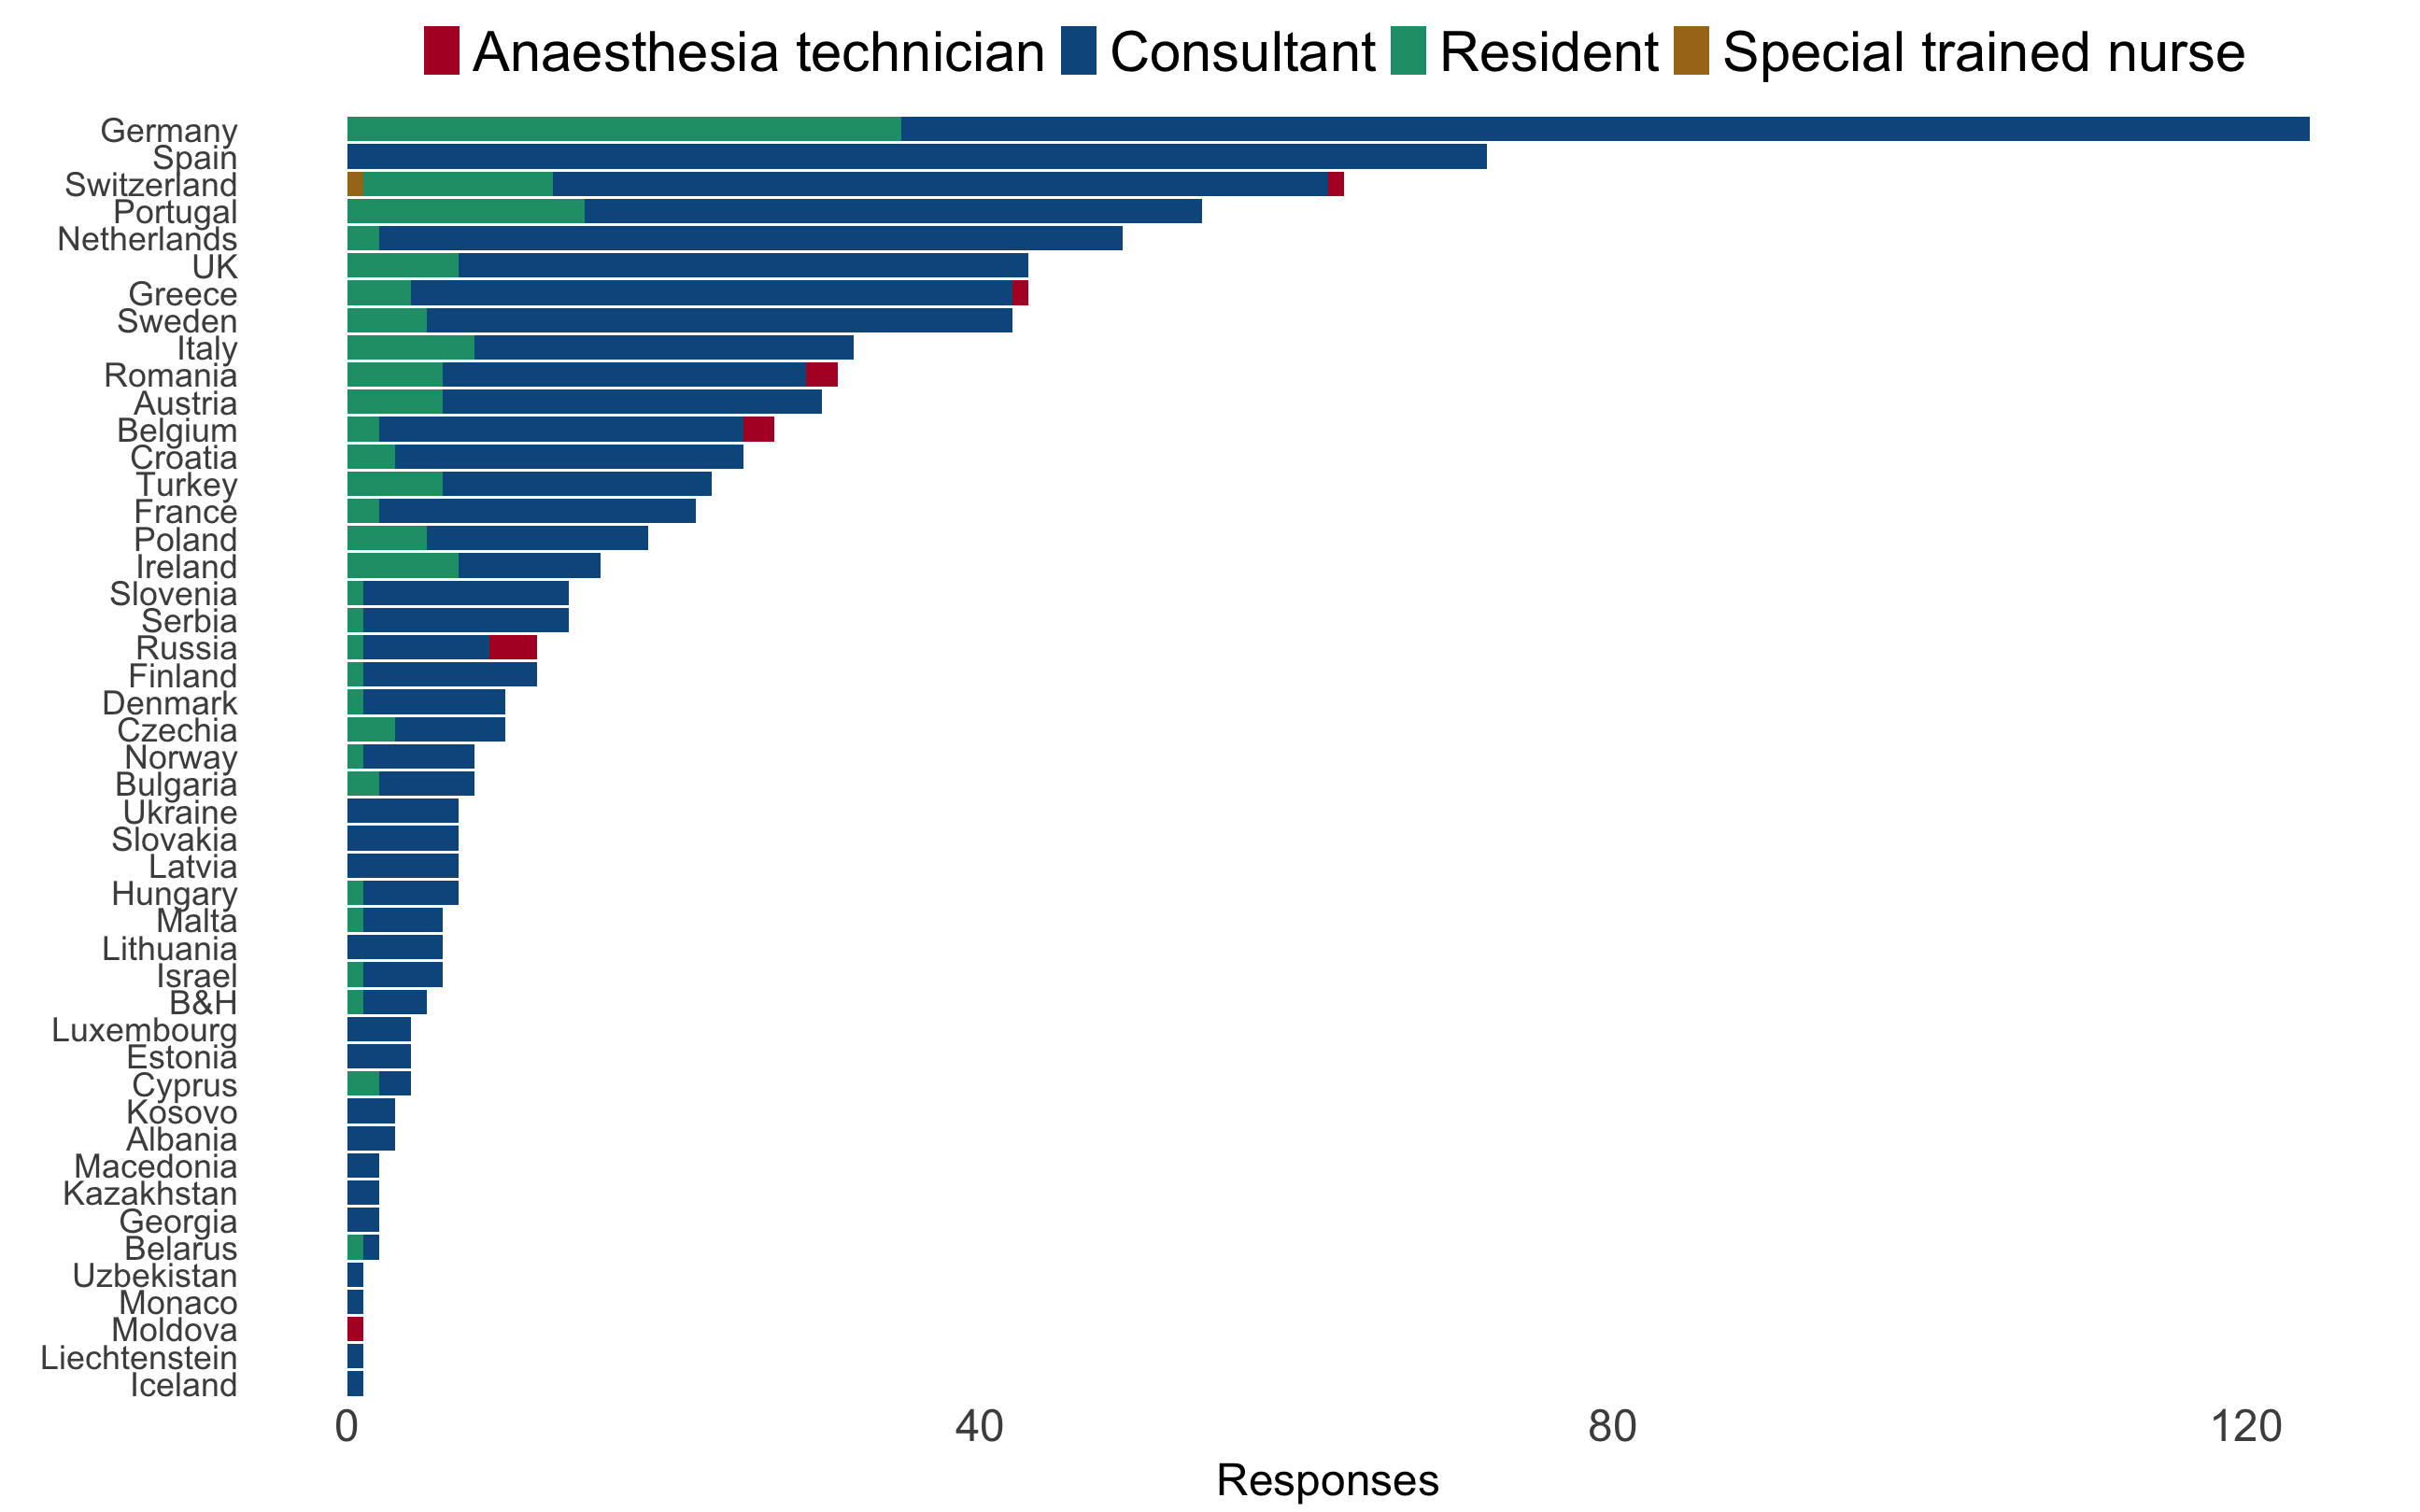 Anaesthesia technician Consultant Resident Special trained nurse
Germany
Spain
Switzerland
Portugal
Netherlands
UK
Greece
Sweden
Italy
Romania
Austria
Belgium
Croatia
Turkey
France
Poland
Ireland
Slovenia
Serbia
Russia
Finland
Denmark
Czechia
Norway
Bulgaria
Ukraine
Slovakia
Latvia
Hungary
Malta
Lithuania
Israel
B&H
Luxembourg
Estonia
Cyprus
Kosovo
Albania
Macedonia
Kazakhstan
Georgia
Belarus
Uzbekistan
Monaco
Moldova
Liechtenstein
Iceland
0 40 80 120
Responses